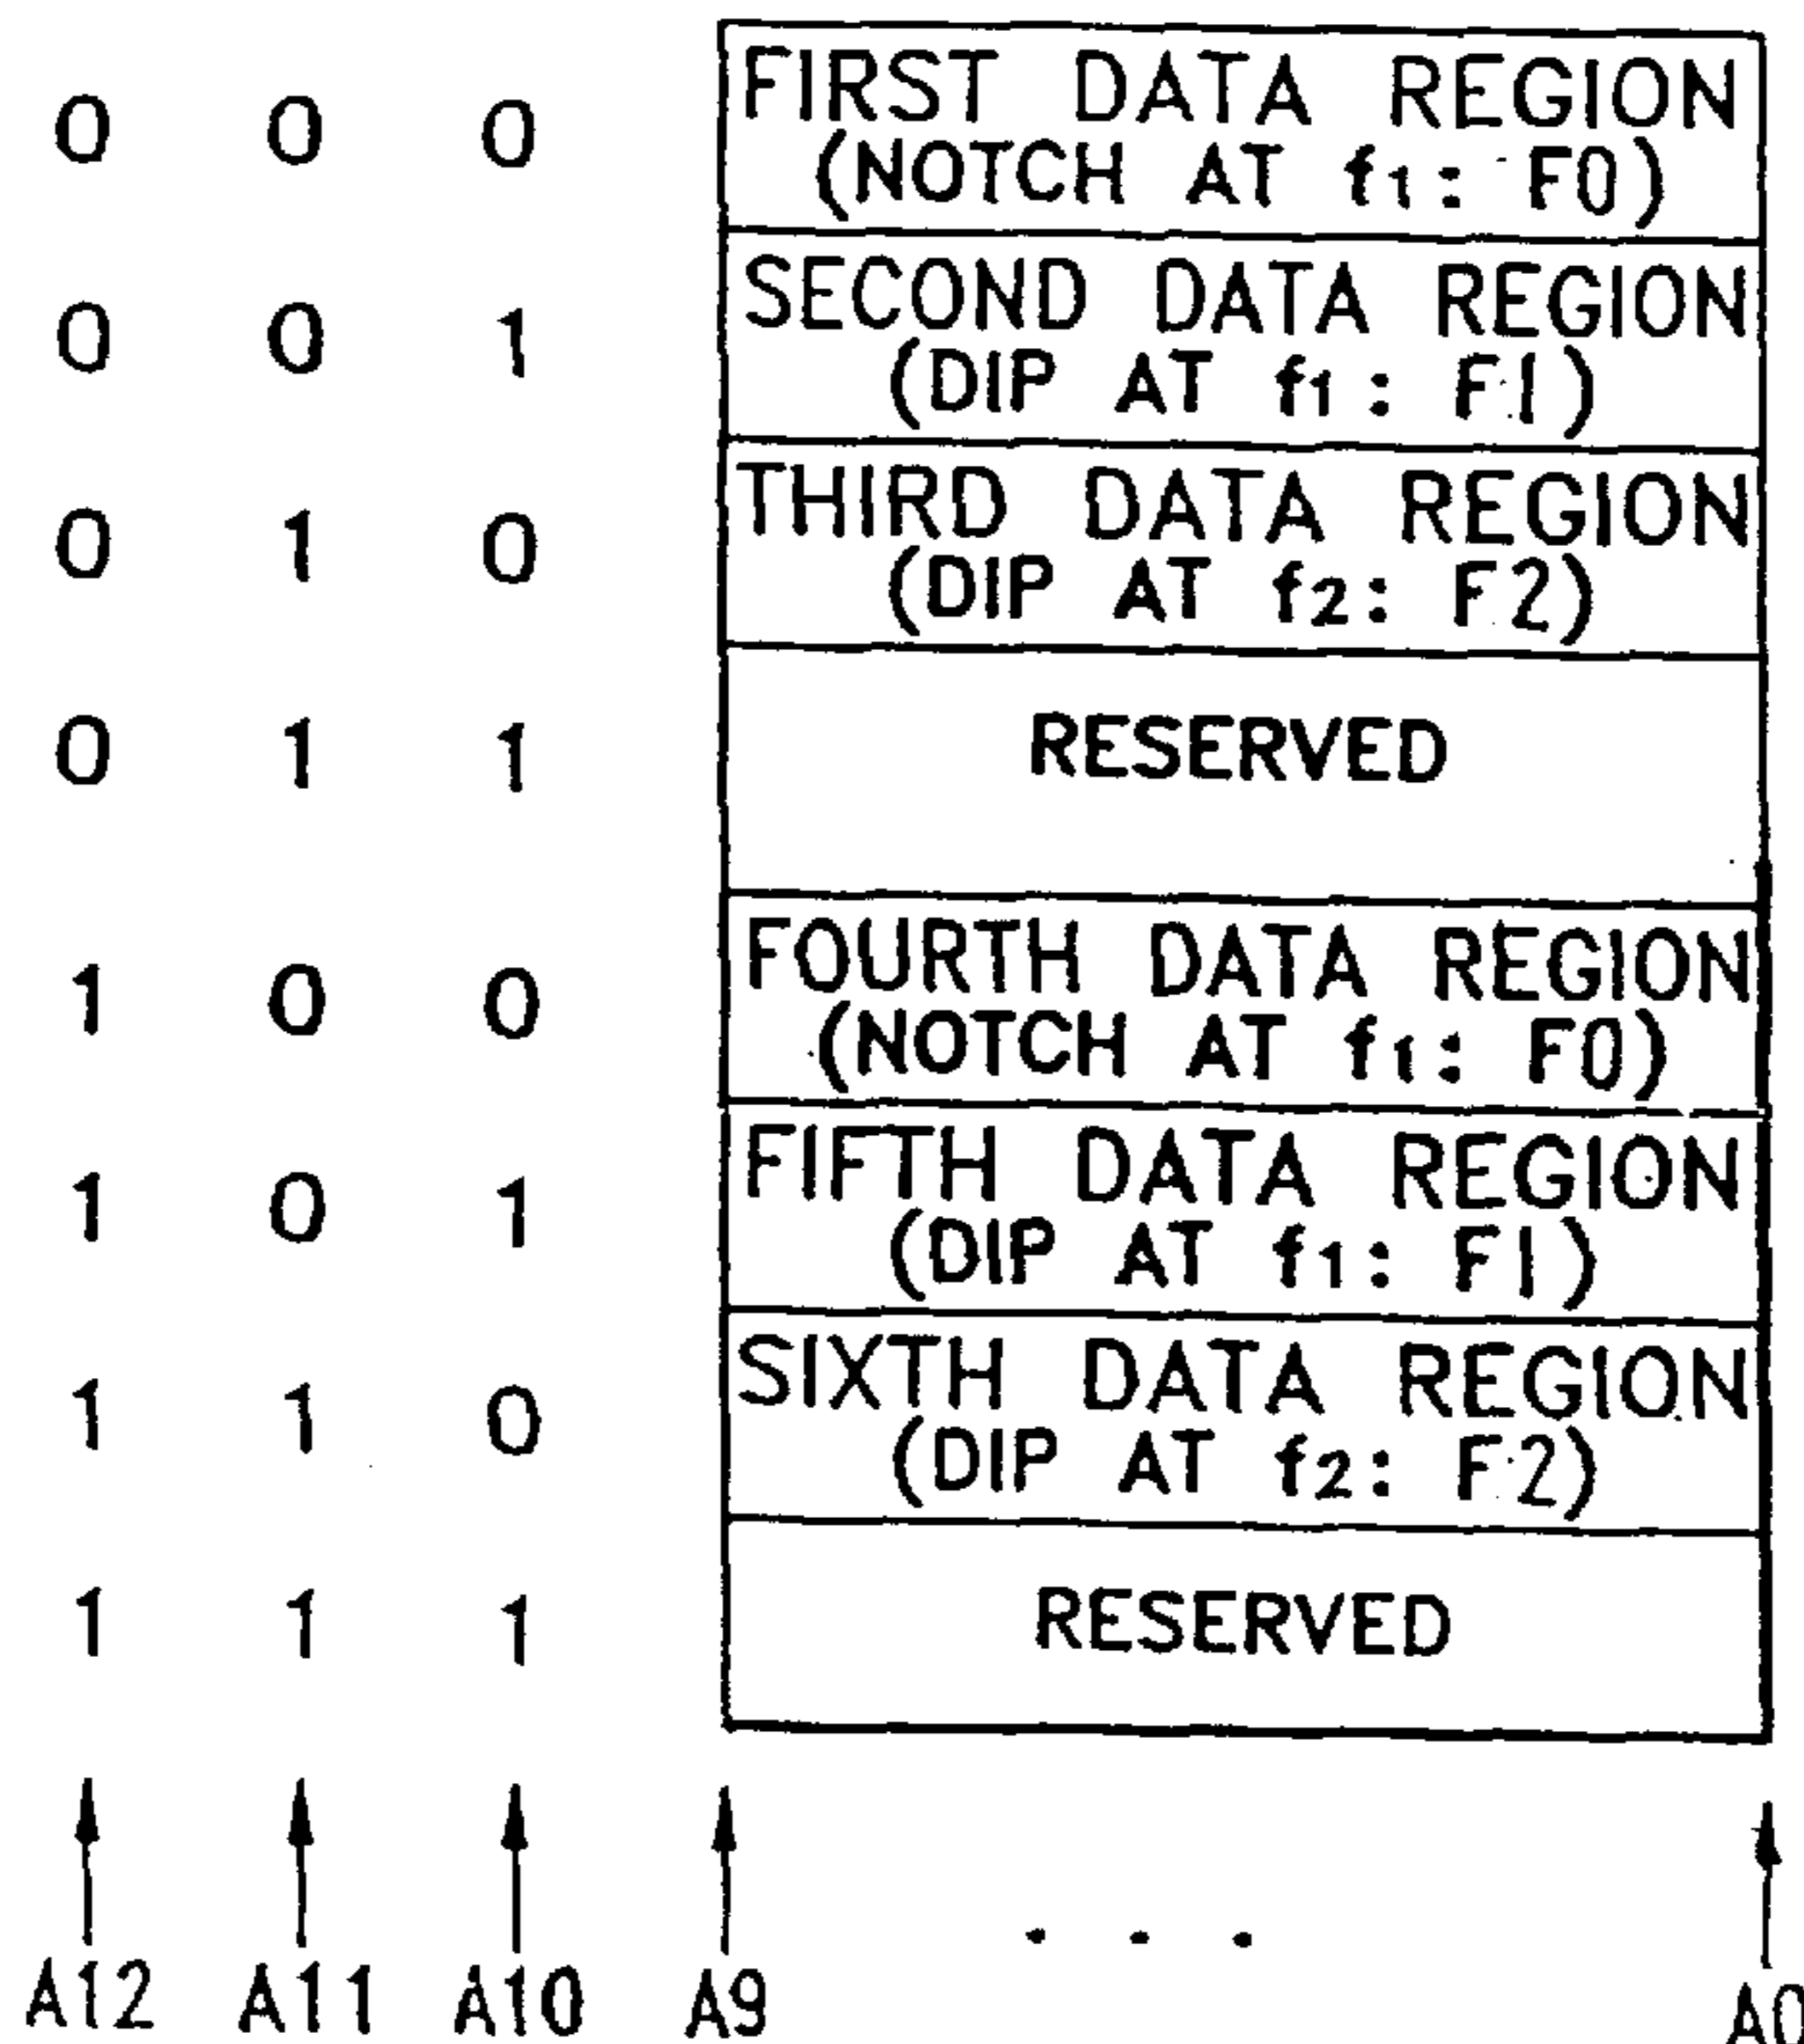 0 0 0 FIRST DATA REGION
(NOTCH AT f1: F0)
0 0 1 SECOND DATA REGION
(DIP AT f1: F1)
0 1 0 THIRD DATA REGION
(DIP AT f2: F2)
0 1 1 RESERVED
1 0 0 FOURTH DATA REGION
(NOTCH AT f1: F0)
1 0 1 FIFTH DATA REGION
(DIP AT f1: F1)
1 1 0 SIXTH DATA REGION
(DIP AT f2: F2)
1 1 1 RESERVED
A12 A11 A10 A9 . . . A0